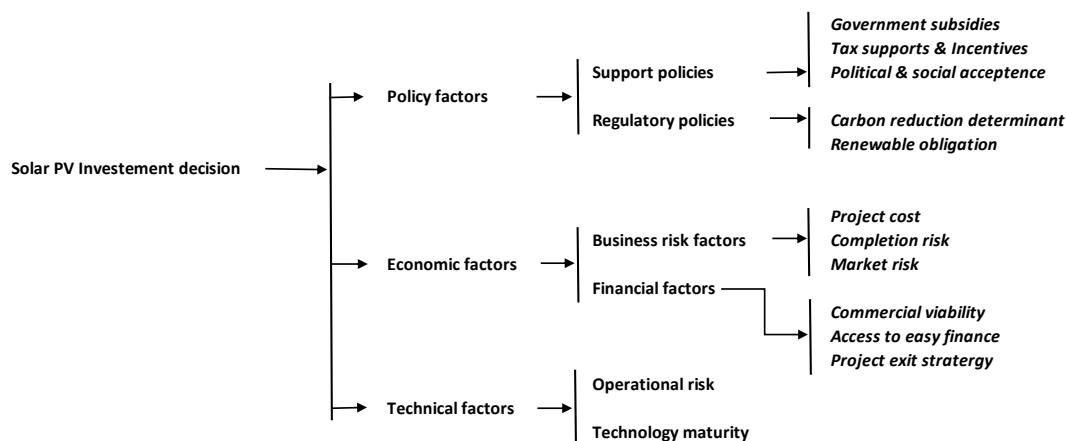 Government subsidies
Tax supports & Incentives
Support policies
Political & social acceptence
Policy factors
Regulatory policies
Carbon reduction determinant
Renewable obligation
Solar PV Investement decision
Project cost
Business risk factors
Completion risk
Economic factors
Market risk
Financial factors
Commercial viability
Access to easy finance
Project exit stratergy
Operational risk
Technical factors
Technology maturity